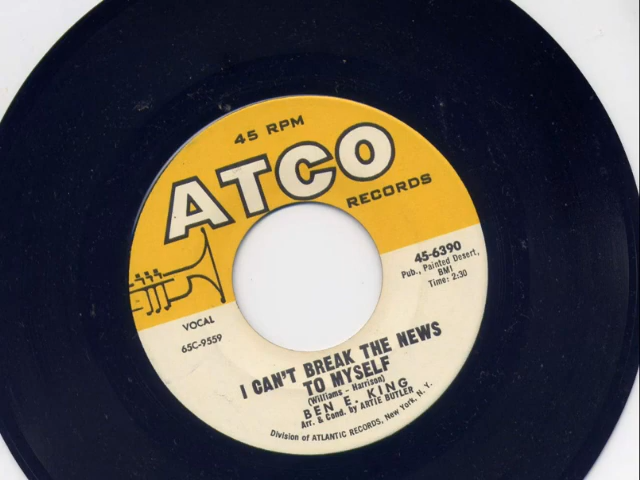 45 RPM
ATCO
RECORDS
45-6390
Pub., Painted Desert,
BMI
Time: 2:30
VOCAL
65C-9559
I CAN'T BREAK THE NEWS
TO MYSELF
(Williams - Harrison)
BEN E. KING
Arr. & Cond. by ARTIE BUTLER
Division of ATLANTIC RECORDS, New York, N. Y.